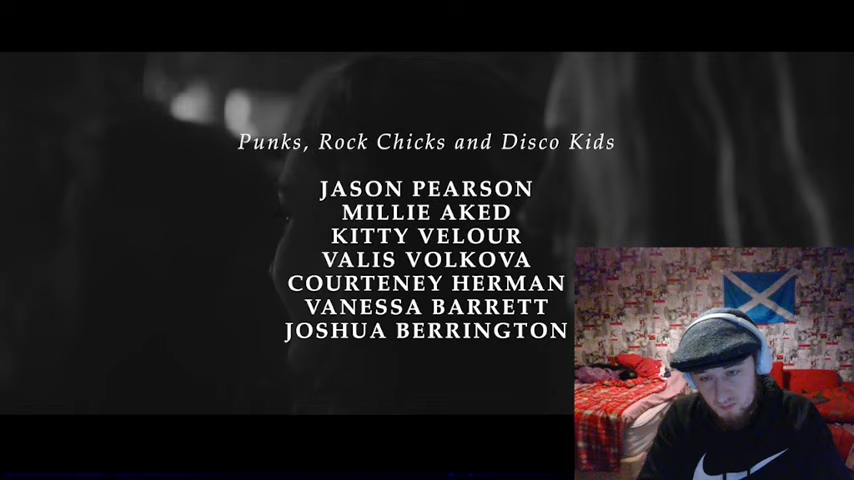 Punks, Rock Chicks and Disco Kids
JASON PEARSON
MILLIE AKED
KITTY VELOUR
VALIS VOLKOVA
COURTENEY HERMAN
VANESSA BARRETT
JOSHUA BERRINGTON